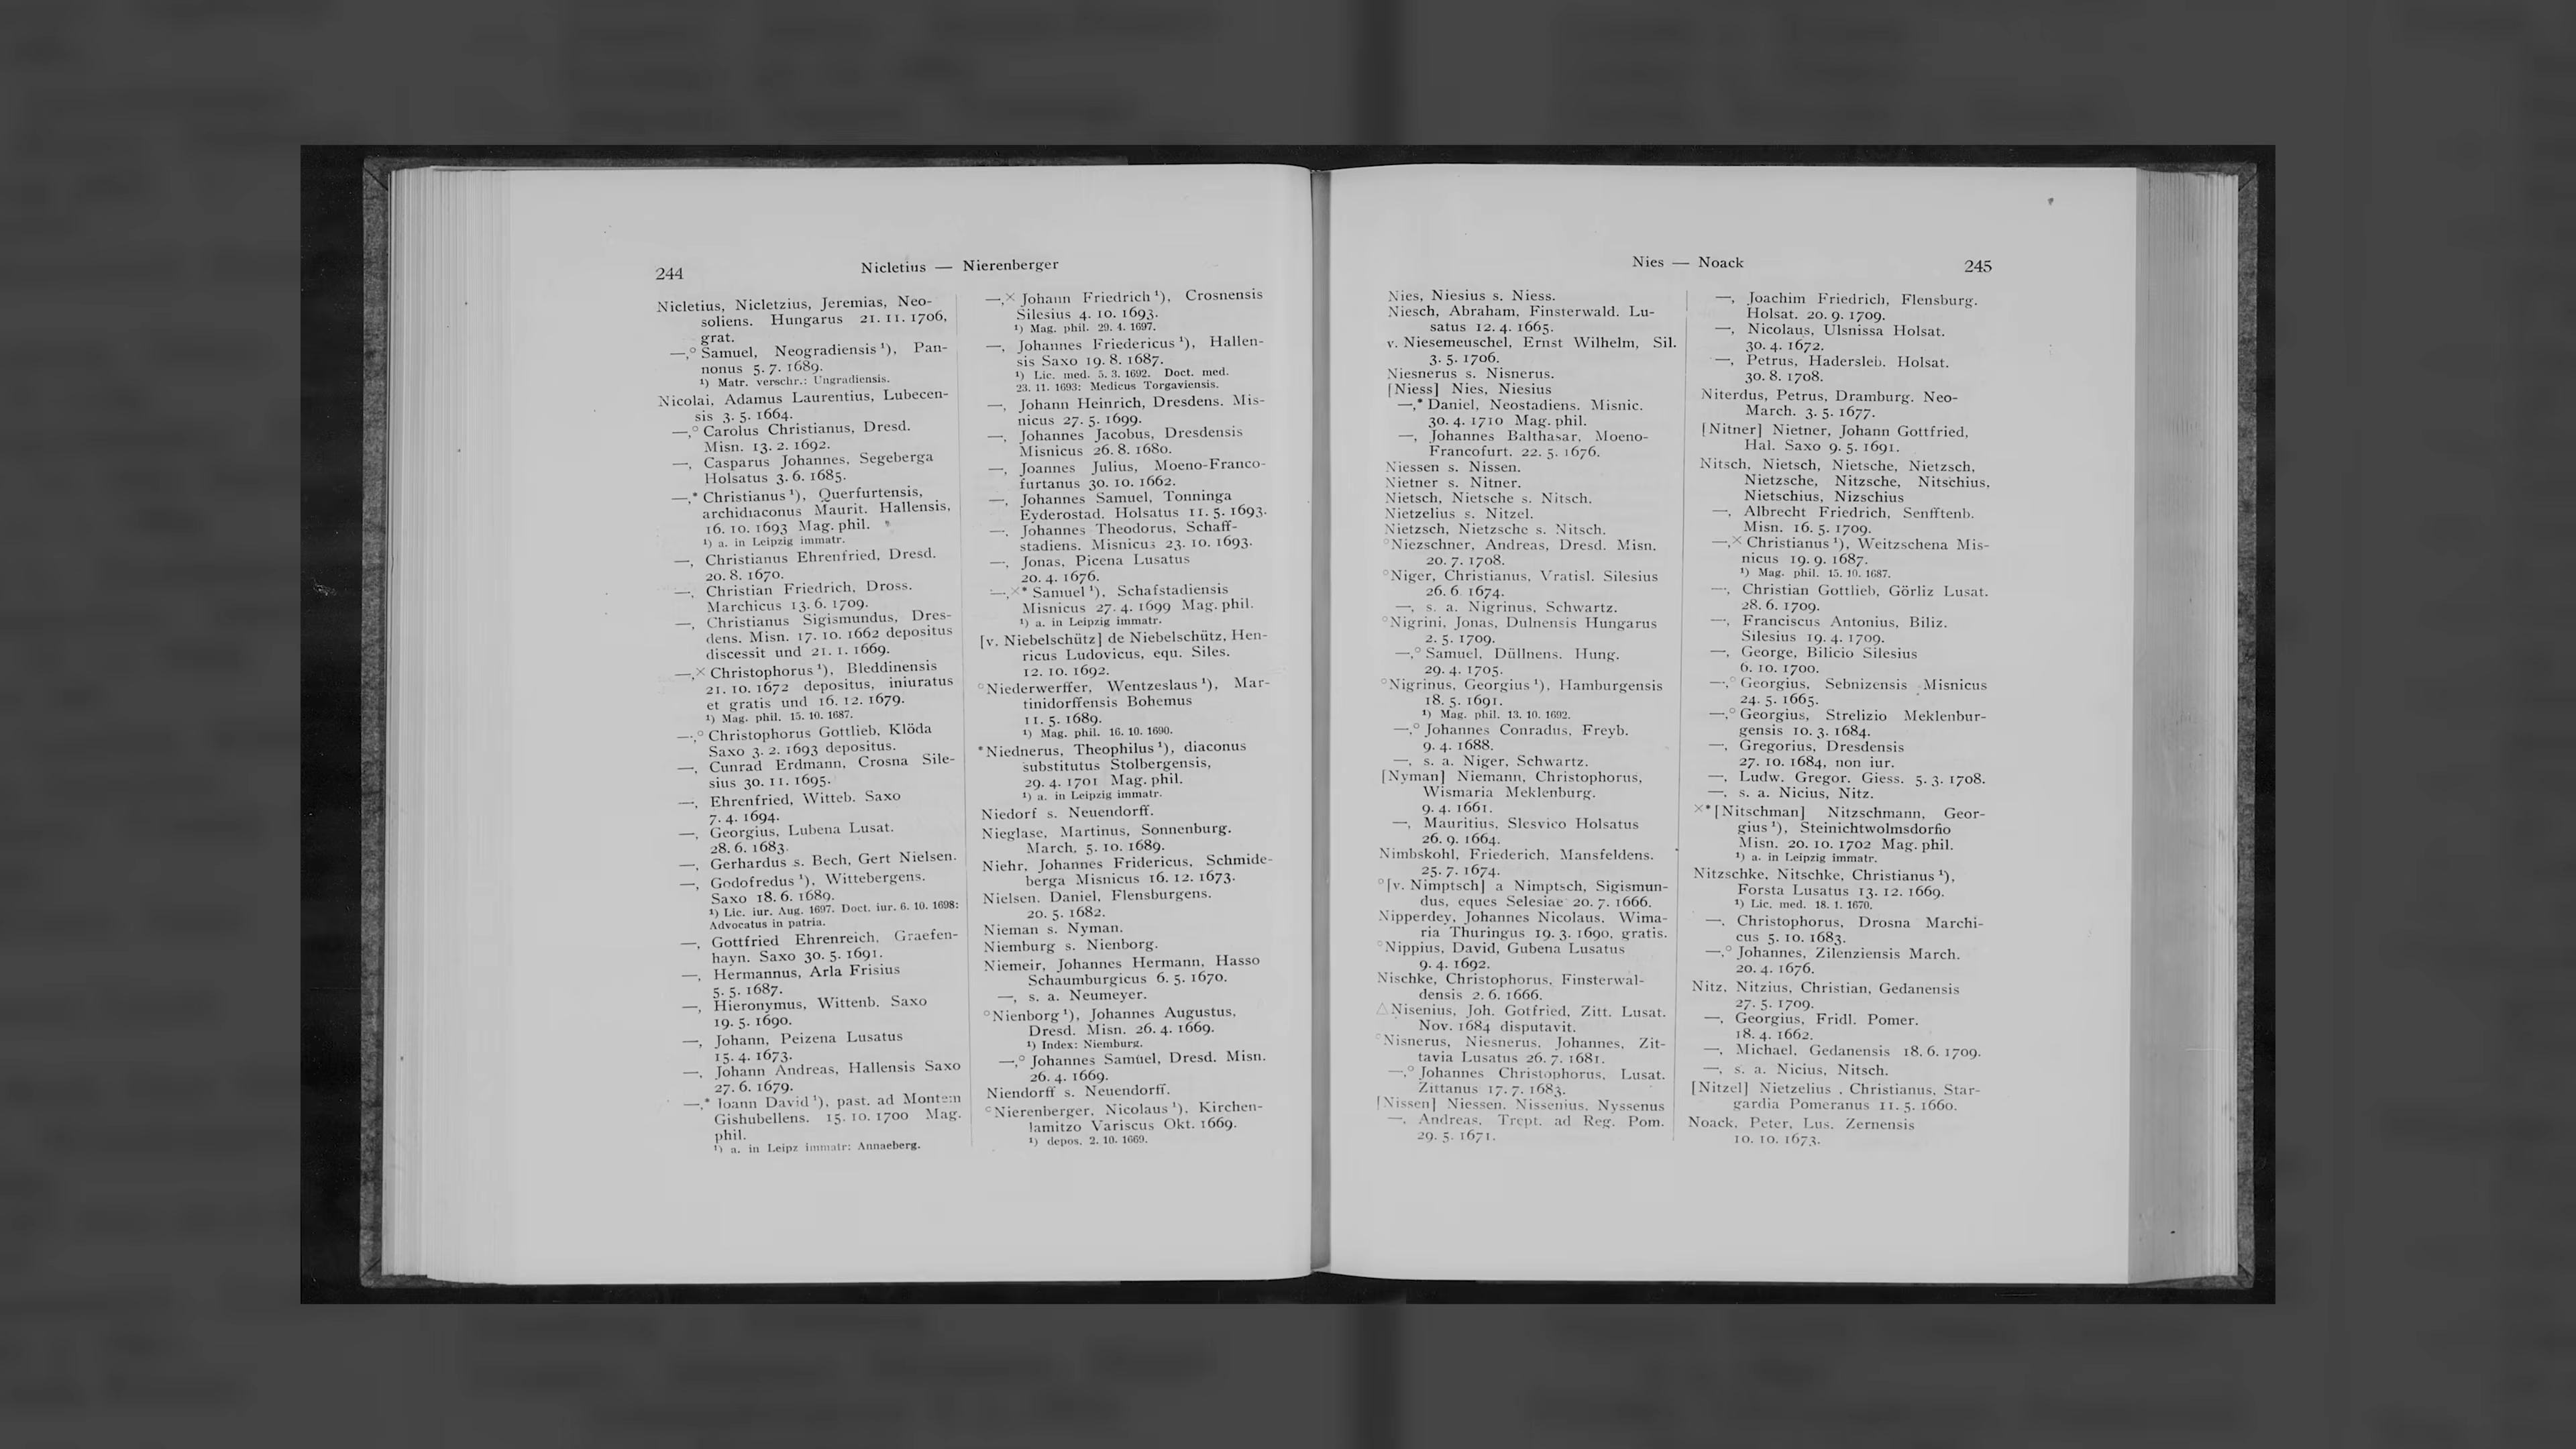 244
Nicletius — Nierenberger
Nicletius, Nicletzius, Jeremias, Neo-
soliens. Hungarus 21. 11. 1706,
grat.
—,° Samuel, Neogradiensis ¹), Pan-
nonus 5. 7. 1689.
¹) Matr. verschr.: Ungradiensis.
Nicolai, Adamus Laurentius, Lubecen-
sis 3. 5. 1664.
—,° Carolus Christianus, Dresd.
Misn. 13. 2. 1692.
—, Casparus Johannes, Segeberga
Holsatus 3. 6. 1685.
—,* Christianus ¹), Querfurtensis,
archidiaconus Maurit. Hallensis,
16. 10. 1693 Mag. phil.
¹) a. in Leipzig immatr.
—, Christianus Ehrenfried, Dresd.
20. 8. 1670.
—, Christian Friedrich, Dross.
Marchicus 13. 6. 1709.
—, Christianus Sigismundus, Dres-
dens. Misn. 17. 10. 1662 depositus
discessit und 21. 1. 1669.
—,× Christophorus ¹), Bleddinensis
21. 10. 1672 depositus, iniuratus
et gratis und 16. 12. 1679.
¹) Mag. phil. 15. 10. 1687.
—,° Christophorus Gottlieb, Klöda
Saxo 3. 2. 1693 depositus.
—, Cunrad Erdmann, Crosna Sile-
sius 30. 11. 1695.
—, Ehrenfried, Witteb. Saxo
7. 4. 1694.
—, Georgius, Lubena Lusat.
28. 6. 1683.
—, Gerhardus s. Bech, Gert Nielsen.
—, Godofredus ¹), Wittebergens.
Saxo 18. 6. 1689.
¹) Lic. iur. Aug. 1697. Doct. iur. 6. 10. 1698:
Advocatus in patria.
—, Gottfried Ehrenreich, Graefen-
hayn. Saxo 30. 5. 1691.
—, Hermannus, Arla Frisius
5. 5. 1687.
—, Hieronymus, Wittenb. Saxo
19. 5. 1690.
—, Johann, Peizena Lusatus
15. 4. 1673.
—, Johann Andreas, Hallensis Saxo
27. 6. 1679.
—,* Joann David ¹), past. ad Montem
Gishubellens. 15. 10. 1700 Mag.
phil.
¹) a. in Leipz immatr: Annaeberg.
—,× Johann Friedrich ¹), Crosnensis
Silesius 4. 10. 1693.
¹) Mag. phil. 29. 4. 1697.
—, Johannes Friedericus ¹), Hallen-
sis Saxo 19. 8. 1687.
¹) Lic. med. 5. 3. 1692. Doct. med.
23. 11. 1693: Medicus Torgaviensis.
—, Johann Heinrich, Dresdens. Mis-
nicus 27. 5. 1699.
—, Johannes Jacobus, Dresdensis
Misnicus 26. 8. 1680.
—, Joannes Julius, Moeno-Franco-
furtanus 30. 10. 1662.
—, Johannes Samuel, Tonninga
Eyderostad. Holsatus 11. 5. 1693.
—, Johannes Theodorus, Schaff-
stadiens. Misnicus 23. 10. 1693.
—, Jonas, Picena Lusatus
20. 4. 1676.
—,×* Samuel ¹), Schafstadiensis
Misnicus 27. 4. 1699 Mag. phil.
¹) a. in Leipzig immatr.
[v. Niebelschütz] de Niebelschütz, Hen-
ricus Ludovicus, equ. Siles.
12. 10. 1692.
°Niederwerffer, Wentzeslaus ¹), Mar-
tinidorffensis Bohemus
11. 5. 1689.
¹) Mag. phil. 16. 10. 1690.
*Niednerus, Theophilus ¹), diaconus
substitutus Stolbergensis,
29. 4. 1701 Mag. phil.
¹) a. in Leipzig immatr.
Niedorf s. Neuendorff.
Nieglase, Martinus, Sonnenburg.
March. 5. 10. 1689.
Niehr, Johannes Fridericus, Schmide-
berga Misnicus 16. 12. 1673.
Nielsen, Daniel, Flensburgens.
20. 5. 1682.
Nieman s. Nyman.
Niemburg s. Nienborg.
Niemeir, Johannes Hermann, Hasso
Schaumburgicus 6. 5. 1670.
—, s. a. Neumeyer.
°Nienborg ¹), Johannes Augustus,
Dresd. Misn. 26. 4. 1669.
¹) Index: Niemburg.
—,° Johannes Samuel, Dresd. Misn.
26. 4. 1669.
Niendorff s. Neuendorff.
°Nierenberger, Nicolaus ¹), Kirchen-
lamitzo Variscus Okt. 1669.
¹) depos. 2. 10. 1669.
Nies — Noack
245
Nies, Niesius s. Niess.
Niesch, Abraham, Finsterwald. Lu-
satus 12. 4. 1665.
v. Niesemeuschel, Ernst Wilhelm, Sil.
3. 5. 1706.
Niesnerus s. Nisnerus.
[Niess] Nies, Niesius
—,* Daniel, Neostadiens. Misnic.
30. 4. 1710 Mag. phil.
—, Johannes Balthasar, Moeno-
Francofurt. 22. 5. 1676.
Niessen s. Nissen.
Nietner s. Nitner.
Nietsch, Nietsche s. Nitsch.
Nietzelius s. Nitzel.
Nietzsch, Nietzsche s. Nitsch.
°Niezschner, Andreas, Dresd. Misn.
20. 7. 1708.
°Niger, Christianus, Vratisl. Silesius
26. 6 1674.
—, s. a. Nigrinus, Schwartz.
°Nigrini, Jonas, Dulnensis Hungarus
2. 5. 1709.
—,° Samuel, Düllnens. Hung.
29. 4. 1705.
°Nigrinus, Georgius ¹), Hamburgensis
18. 5. 1691.
¹) Mag. phil. 13. 10. 1692.
—,° Johannes Conradus, Freyb.
9. 4. 1688.
—, s. a. Niger, Schwartz.
[Nyman] Niemann, Christophorus,
Wismaria Meklenburg.
9. 4. 1661.
—, Mauritius, Slesvico Holsatus
26. 9. 1664.
Nimbskohl, Friederich, Mansfeldens.
25. 7. 1674.
°[v. Nimptsch] a Nimptsch, Sigismun-
dus, eques Selesiae 20. 7. 1666.
Nipperdey, Johannes Nicolaus, Wima-
ria Thuringus 19. 3. 1690, gratis.
°Nippius, David, Gubena Lusatus
9. 4. 1692.
Nischke, Christophorus, Finsterwal-
densis 2. 6. 1666.
△Nisenius, Joh. Gotfried, Zitt. Lusat.
Nov. 1684 disputavit.
°Nisnerus, Niesnerus, Johannes, Zit-
tavia Lusatus 26. 7. 1681.
—,° Johannes Christophorus, Lusat.
Zittanus 17. 7. 1683.
[Nissen] Niessen, Nissenius, Nyssenus
—, Andreas, Trept. ad Reg. Pom.
29. 5. 1671.
—, Joachim Friedrich, Flensburg.
Holsat. 20. 9. 1709.
—, Nicolaus, Ulsnissa Holsat.
30. 4. 1672.
—, Petrus, Hadersleb. Holsat.
30. 8. 1708.
Niterdus, Petrus, Dramburg. Neo-
March. 3. 5. 1677.
[Nitner] Nietner, Johann Gottfried,
Hal. Saxo 9. 5. 1691.
Nitsch, Nietsch, Nietsche, Nietzsch,
Nietzsche, Nitzsche, Nitschius,
Nietschius, Nizschius
—, Albrecht Friedrich, Senfftenb.
Misn. 16. 5. 1709.
—,× Christianus ¹), Weitzschena Mis-
nicus 19. 9. 1687.
¹) Mag. phil. 15. 10. 1687.
—, Christian Gottlieb, Görliz Lusat.
28. 6. 1709.
—, Franciscus Antonius, Biliz.
Silesius 19. 4. 1709.
—, George, Bilicio Silesius
6. 10. 1700.
—,° Georgius, Sebnizensis Misnicus
24. 5. 1665.
—,° Georgius, Strelizio Meklenbur-
gensis 10. 3. 1684.
—, Gregorius, Dresdensis
27. 10. 1684, non iur.
—, Ludw. Gregor. Giess. 5. 3. 1708.
—, s. a. Nicius, Nitz.
×*[Nitschman] Nitzschmann, Geor-
gius ¹), Steinichtwolmsdorfio
Misn. 20. 10. 1702 Mag. phil.
¹) a. in Leipzig immatr.
Nitzschke, Nitschke, Christianus ¹),
Forsta Lusatus 13. 12. 1669.
¹) Lic. med. 18. 1. 1670.
—, Christophorus, Drosna Marchi-
cus 5. 10. 1683.
—,° Johannes, Zilenziensis March.
20. 4. 1676.
Nitz, Nitzius, Christian, Gedanensis
27. 5. 1709.
—, Georgius, Fridl. Pomer.
18. 4. 1662.
—, Michael, Gedanensis 18. 6. 1709.
—, s. a. Nicius, Nitsch.
[Nitzel] Nietzelius , Christianus, Star-
gardia Pomeranus 11. 5. 1660.
Noack, Peter, Lus. Zernensis
10. 10. 1673.